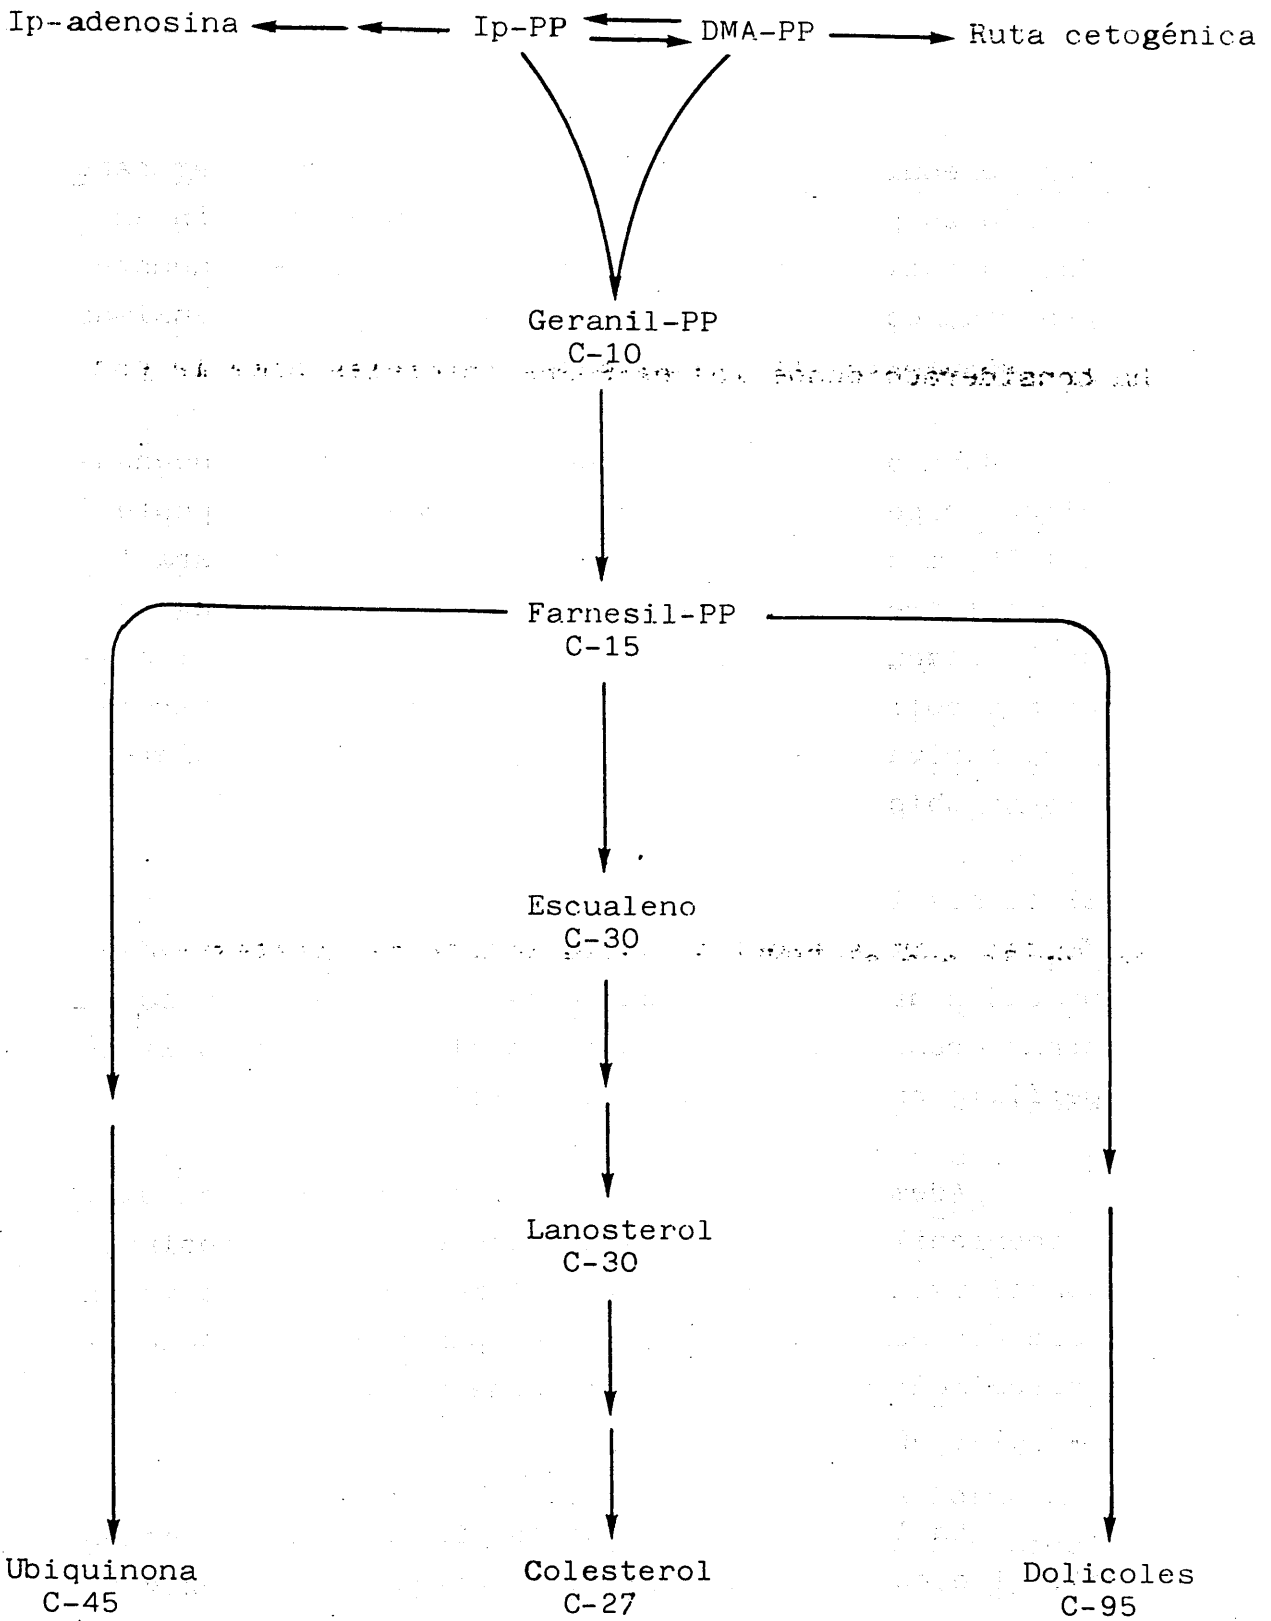 Ip-adenosina Ip-PP DMA-PP Ruta cetogénica
Geranil-PP
C-10
Farnesil-PP
C-15
Escualeno
C-30
Lanosterol
C-30
Ubiquinona Colesterol Dolicoles
C-45 C-27 C-95